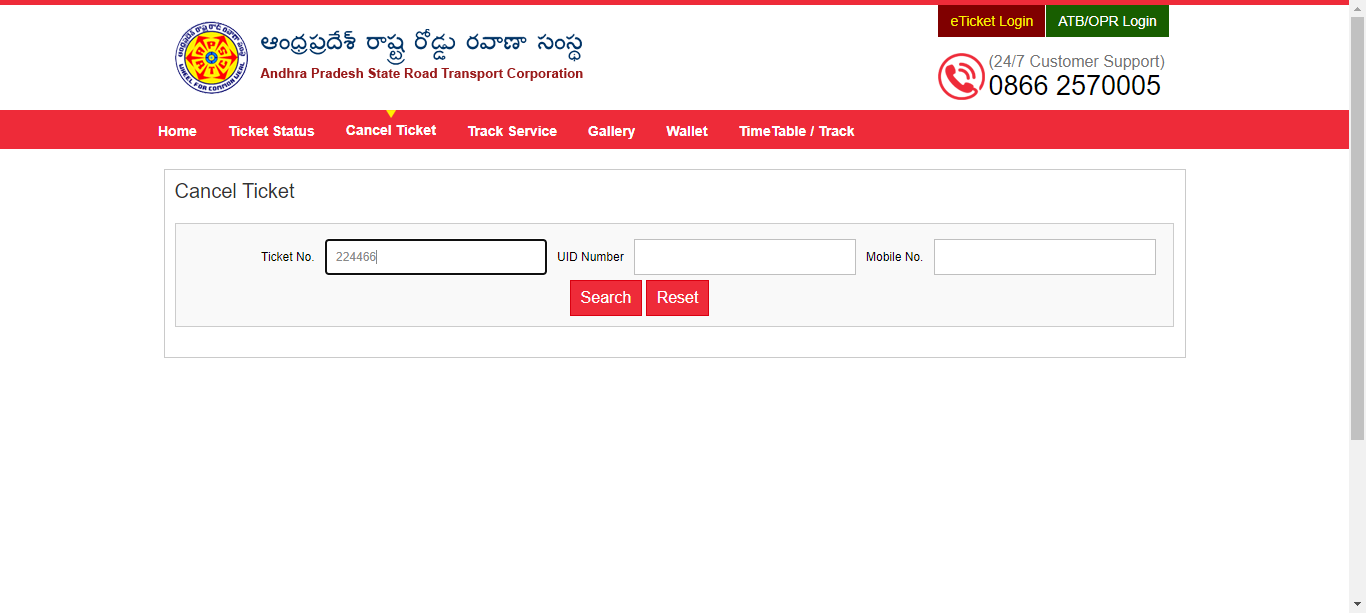 eTicket Login ATB/OPR Login
ఆంధ్రప్రదేశ్ రాష్ట్ర రోడ్డు రవాణా సంస్థ
Andhra Pradesh State Road Transport Corporation
(24/7 Customer Support)
0866 2570005
Home Ticket Status Cancel Ticket Track Service Gallery Wallet TimeTable / Track
Cancel Ticket
Ticket No. 224466 UID Number Mobile No.
Search Reset